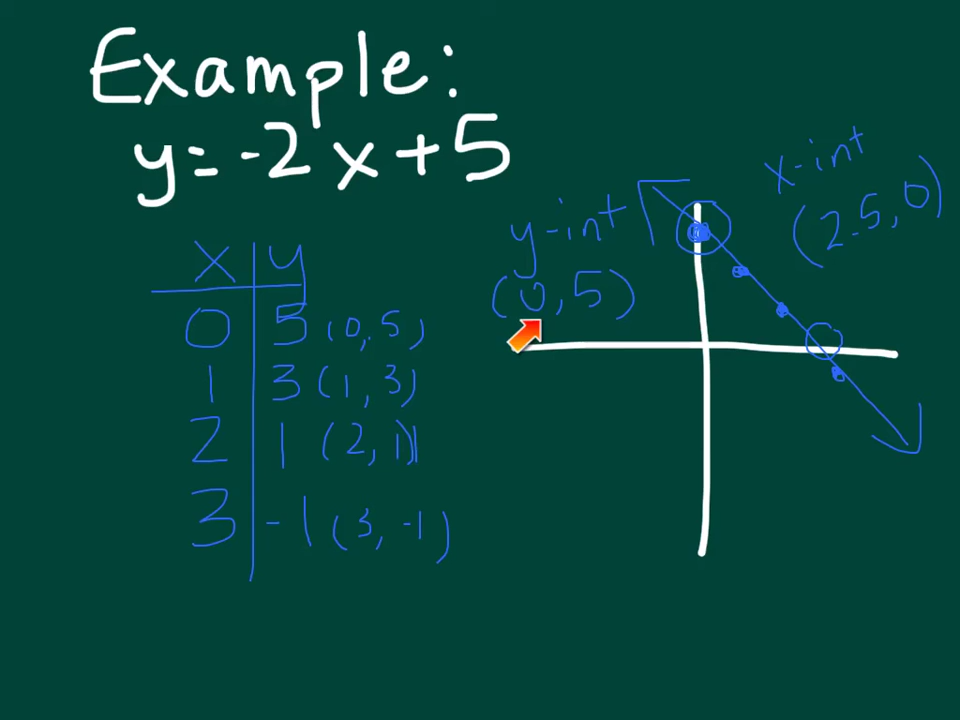 Example:
y=-2x+5
x y
0 5 (0,5)
1 3 (1,3)
2 1 (2,1)
3 -1 (3,-1)
y-int
(0,5)
x-int
(2.5,0)